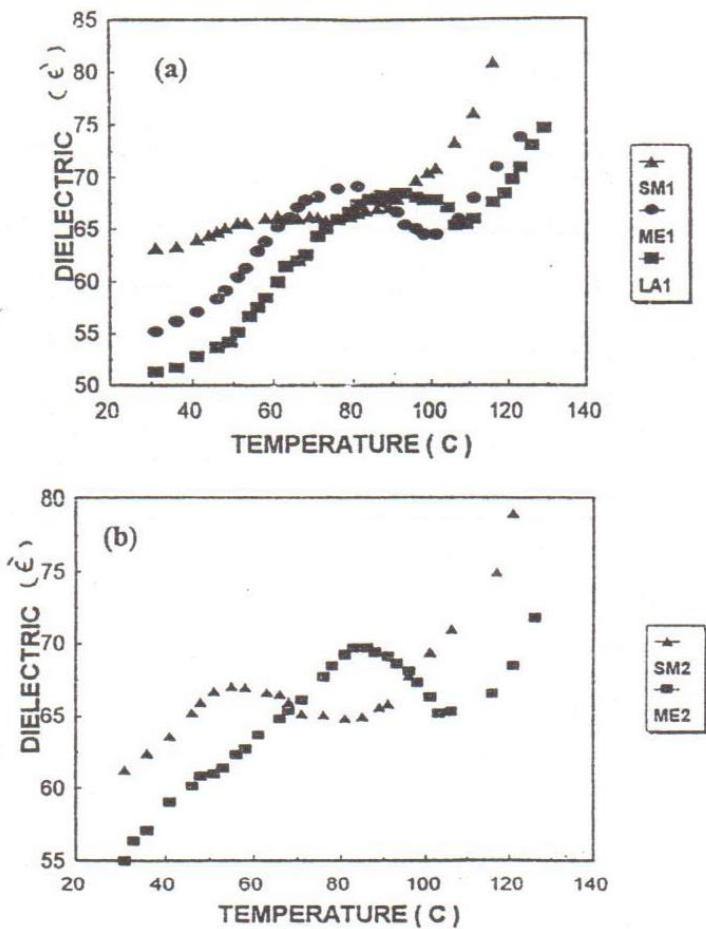 (a)
DIELECTRIC ( ὲ )
85
80
75
70
65
60
55
50
20 40 60 80 100 120 140
TEMPERATURE ( C )
SM1
ME1
LA1
(b)
DIELECTRIC ( ὲ )
80
75
70
65
60
55
20 40 60 80 100 120 140
TEMPERATURE ( C )
SM2
ME2